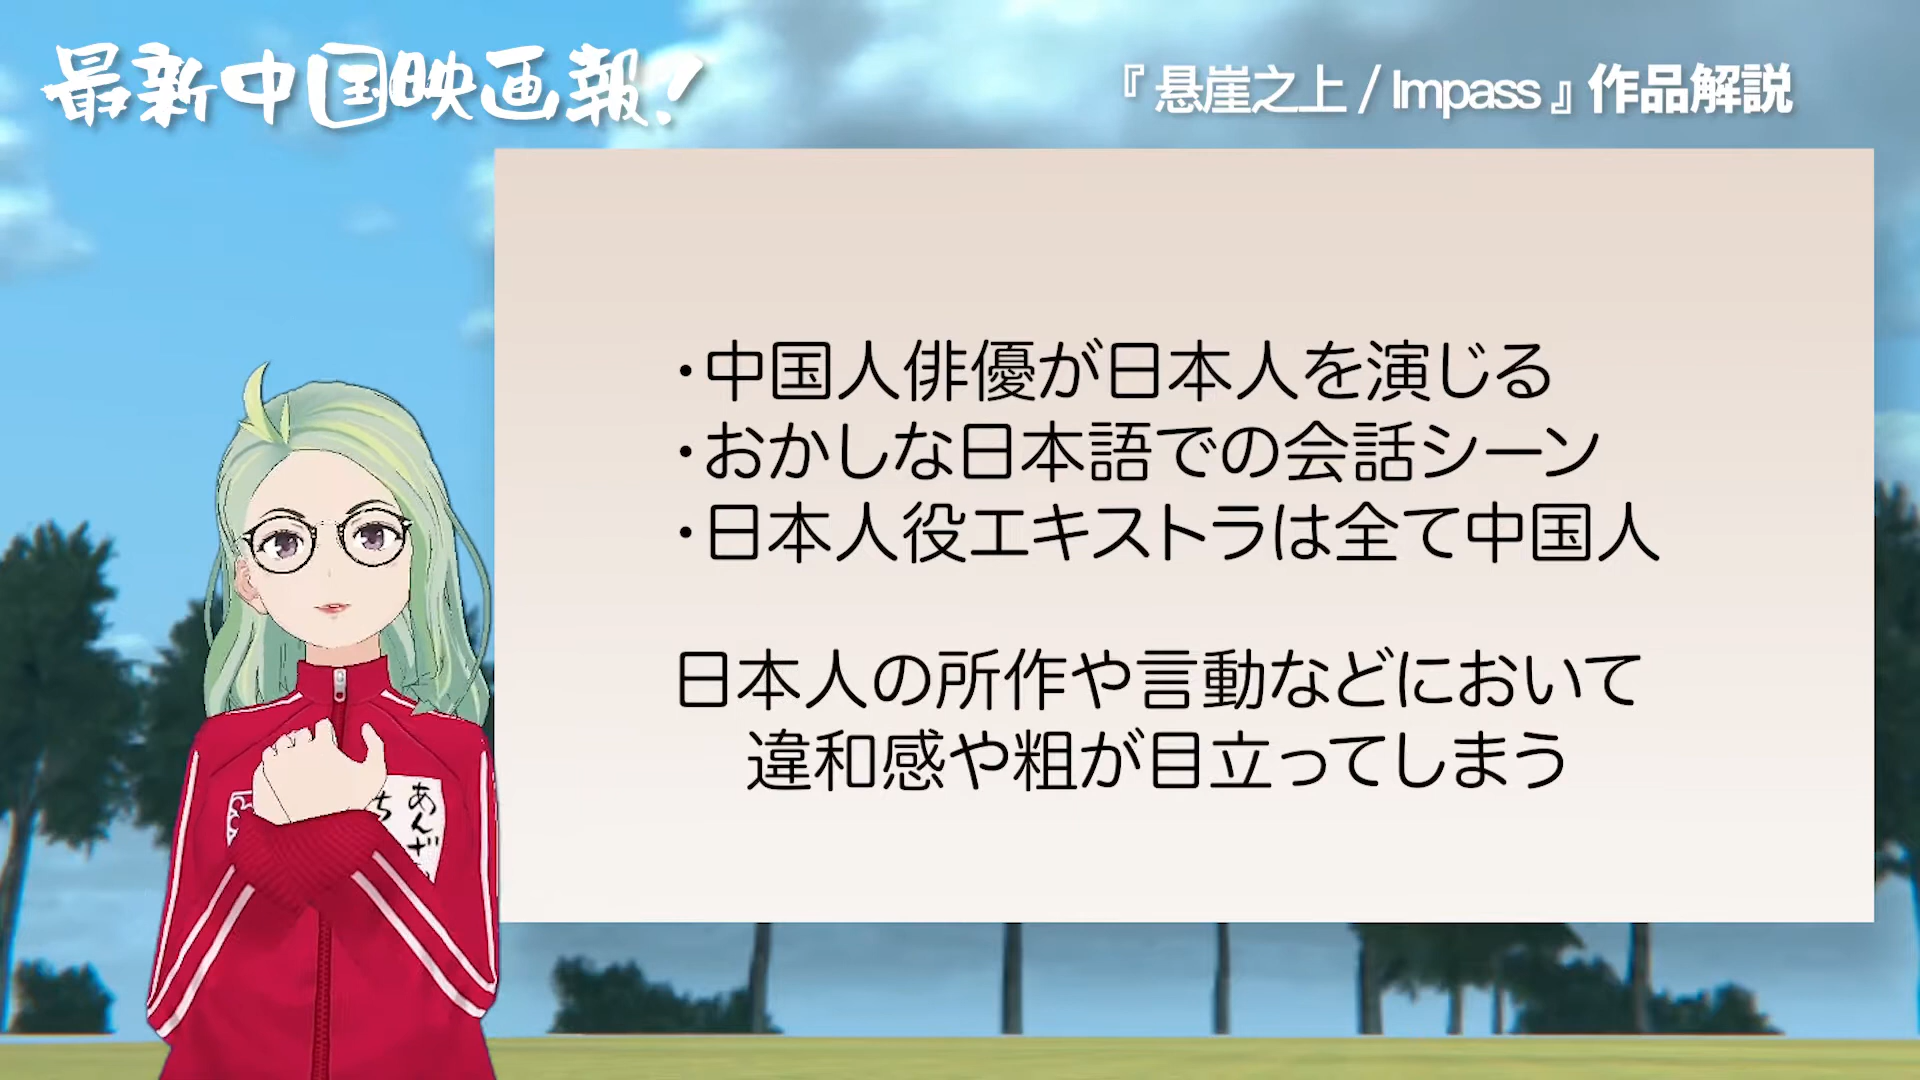 最新中国映画報!
『悬崖之上 / Impass』作品解説
・中国人俳優が日本人を演じる
・おかしな日本語での会話シーン
・日本人役エキストラは全て中国人
日本人の所作や言動などにおいて
違和感や粗が目立ってしまう
あんざ
ち